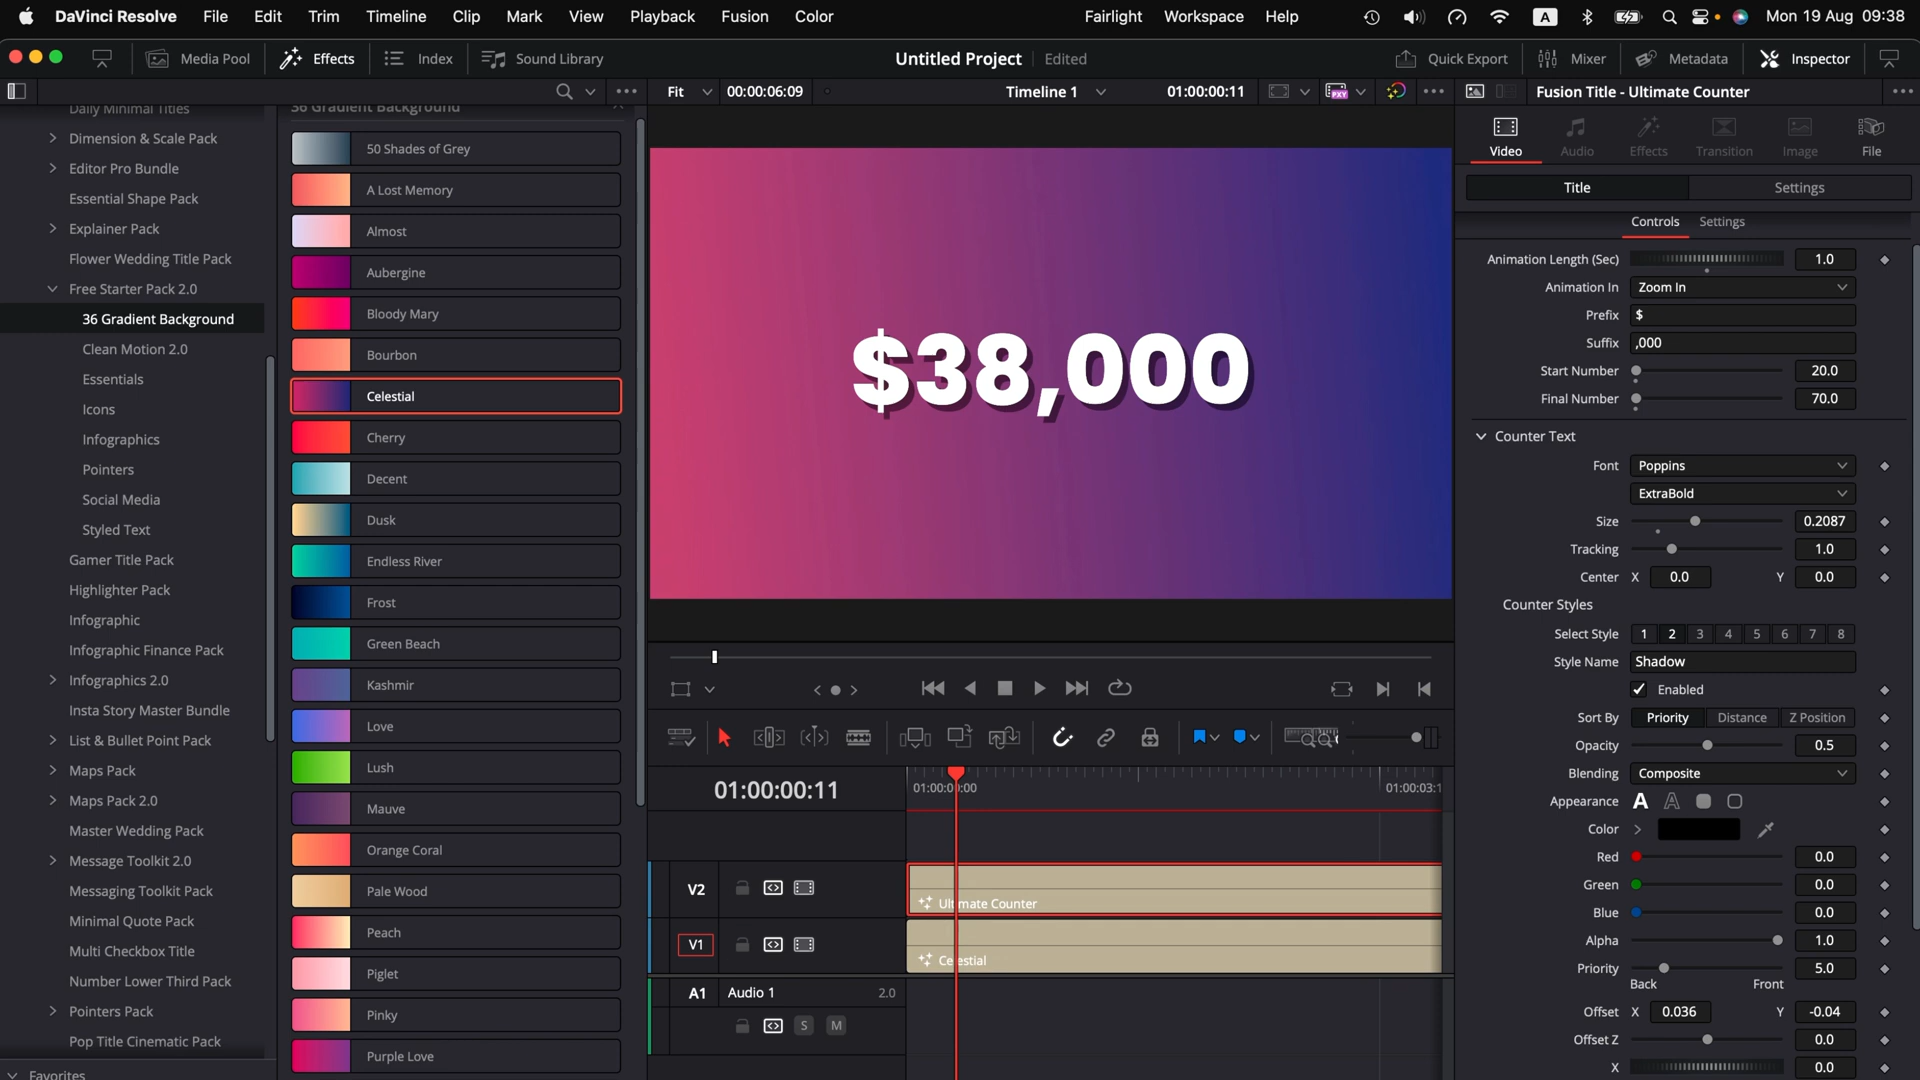 DaVinci Resolve File Edit Trim Timeline Clip Mark View Playback Fusion Color Fairlight Workspace Help A Mon 19 Aug 09:38
Media Pool Effects Index Sound Library Untitled Project Edited Quick Export Mixer Metadata Inspector
Fit 00:00:06:09 Timeline 1 01:00:00:11 PXY Fusion Title - Ultimate Counter
Daily Minimal Titles
Dimension & Scale Pack
Editor Pro Bundle
Essential Shape Pack
Explainer Pack
Flower Wedding Title Pack
Free Starter Pack 2.0
36 Gradient Background
Clean Motion 2.0
Essentials
Icons
Infographics
Pointers
Social Media
Styled Text
Gamer Title Pack
Highlighter Pack
Infographic
Infographic Finance Pack
Infographics 2.0
Insta Story Master Bundle
List & Bullet Point Pack
Maps Pack
Maps Pack 2.0
Master Wedding Pack
Message Toolkit 2.0
Messaging Toolkit Pack
Minimal Quote Pack
Multi Checkbox Title
Number Lower Third Pack
Pointers Pack
Pop Title Cinematic Pack
Favorites
36 Gradient Background
50 Shades of Grey
A Lost Memory
Almost
Aubergine
Bloody Mary
Bourbon
Celestial
Cherry
Decent
Dusk
Endless River
Frost
Green Beach
Kashmir
Love
Lush
Mauve
Orange Coral
Pale Wood
Peach
Piglet
Pinky
Purple Love
$38,000
01:00:00:11 01:00:00:00 01:00:03:1
V2 Ultimate Counter
V1 Celestial
A1 Audio 1 2.0
S M
Video Audio Effects Transition Image File
Title Settings
Controls Settings
Animation Length (Sec) 1.0
Animation In Zoom In
Prefix $
Suffix ,000
Start Number 20.0
Final Number 70.0
Counter Text
Font Poppins
ExtraBold
Size 0.2087
Tracking 1.0
Center X 0.0 Y 0.0
Counter Styles
Select Style 1 2 3 4 5 6 7 8
Style Name Shadow
Enabled
Sort By Priority Distance Z Position
Opacity 0.5
Blending Composite
Appearance A A
Color
Red 0.0
Green 0.0
Blue 0.0
Alpha 1.0
Priority 5.0
Back Front
Offset X 0.036 Y -0.04
Offset Z 0.0
X 0.0